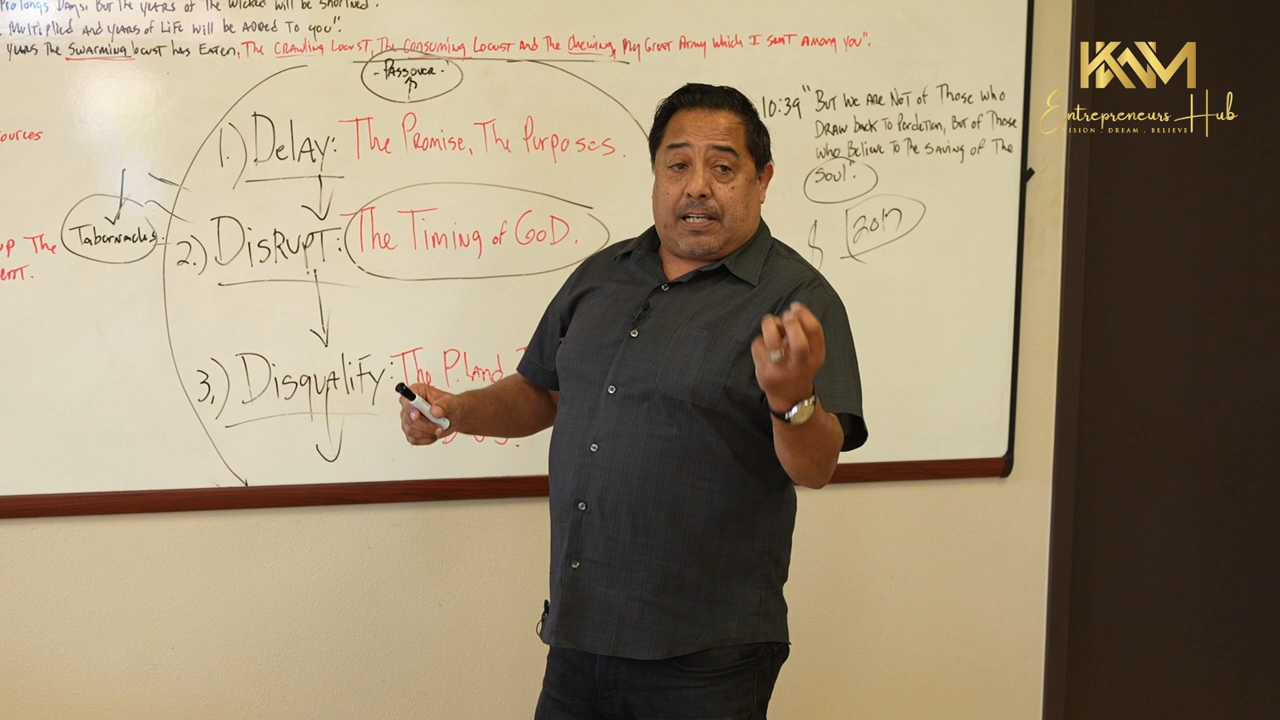 Prolongs Days, But The years of The Wicked will be shortened."
Multiplied and years of Life will be ADDED To you".
years The Swarming locust has Eaten, The Crawling Locust, The Consuming Locust and The Chewing, My Great Army Which I sent Among you".
- Passover -
1.) Delay: The Promise, The Purposes.
Tabernacles.
2.) Disrupt: The Timing of GOD.
up The
3.) Disqualify: The
10:39 "But We Are Not of Those who
Draw back To Perdition, But of Those
who Believe To The Saving of The
Soul".
2017
KNM
Entrepreneurs Hub
VISION . DREAM . BELIEVE